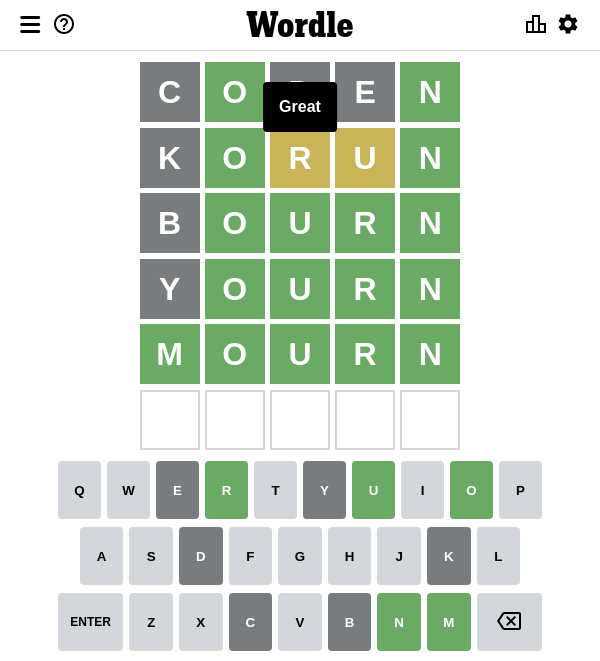 Wordle
C O E N
Great
K O R U N
B O U R N
Y O U R N
M O U R N
Q W E R T Y U I O P
A S D F G H J K L
ENTER Z X C V B N M